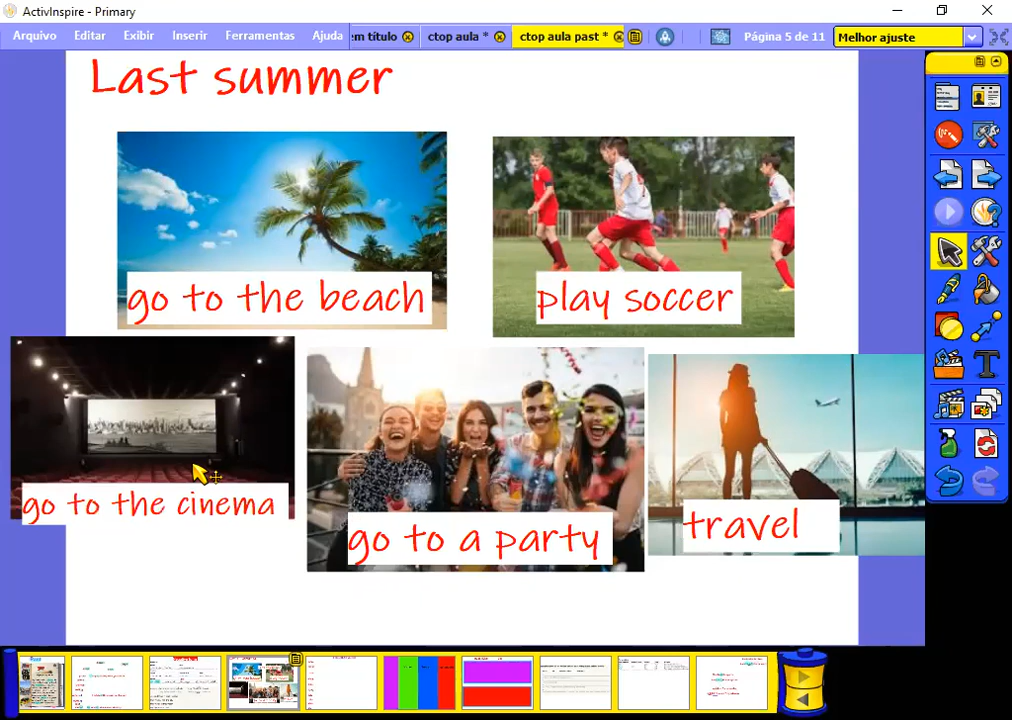 ActivInspire - Primary
Arquivo Editar Exibir Inserir Ferramentas Ajuda
m título ctop aula * ctop aula past * Página 5 de 11 Melhor ajuste
Last summer
go to the beach
play soccer
go to the cinema
go to a party
travel